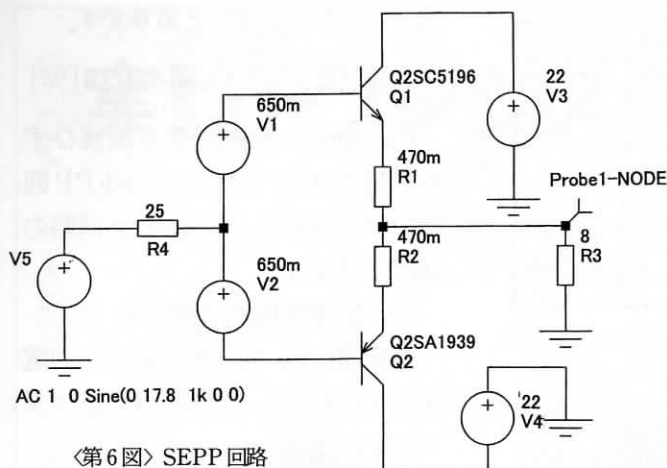 Q2SC5196
Q1
22
V3
650m
V1
470m
R1
Probe1-NODE
25
R4
470m
R2
8
R3
V5
650m
V2
Q2SA1939
Q2
22
V4
AC 1 0 Sine(0 17.8 1k 0 0)
〈第6図〉SEPP回路